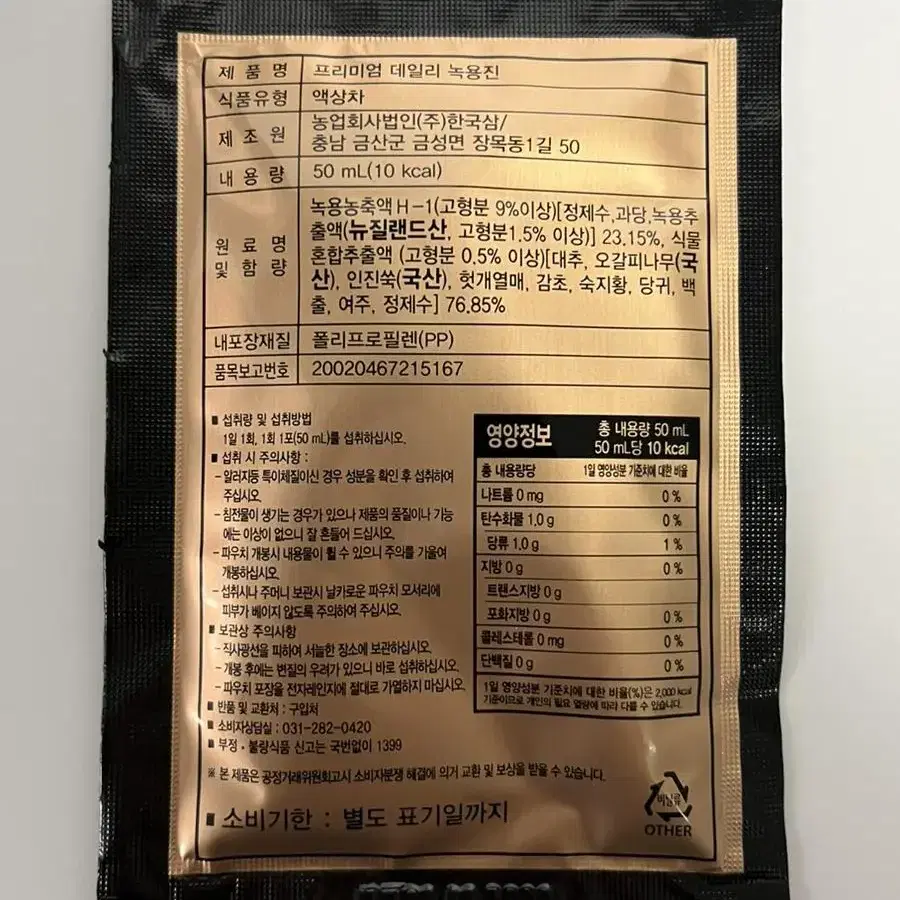 제 품 명 프리미엄 데일리 녹용진
식품유형 액상차
제 조 원 농업회사법인(주)한국삼/
충남 금산군 금성면 장목동1길 50
내 용 량 50 mL(10 kcal)
원 료 명
및 함 량
녹용농축액H-1(고형분 9%이상)[정제수,과당,녹용추
출액(뉴질랜드산, 고형분1.5% 이상)] 23.15%, 식물
혼합추출액 (고형분 0.5% 이상)[대추, 오갈피나무(국
산), 인진쑥(국산), 헛개열매, 감초, 숙지황, 당귀, 백
출, 여주, 정제수] 76.85%
내포장재질 폴리프로필렌(PP)
품목보고번호 20020467215167
■ 섭취량 및 섭취방법
1일 1회, 1회 1포(50 mL)를 섭취하십시오.
■ 섭취 시 주의사항 :
- 알러지등 특이체질이신 경우 성분을 확인 후 섭취하여
주십시오
- 침전물이 생기는 경우가 있으나 제품의 품질이나 기능
에는 이상이 없으니 잘 흔들어 드십시오.
- 파우치 개봉시 내용물이 튈 수 있으니 주의를 기울여
개봉하십시오.
- 섭취시나 주머니 보관시 날카로운 파우치 모서리에
피부가 베이지 않도록 주의하여 주십시오.
■ 보관상 주의사항
- 직사광선을 피하여 서늘한 장소에 보관하십시오.
- 개봉 후에는 변질의 우려가 있으니 바로 섭취하십시오.
- 파우치 포장을 전자레인지에 절대로 가열하지 마십시오.
■ 반품 및 교환처 : 구입처
■ 소비자상담실 : 031-282-0420
■ 부정 · 불량식품 신고는 국번없이 1399
영양정보 총 내용량 50 mL
50 mL당 10 kcal
총 내용량당 1일 영양성분 기준치에 대한 비율
나트륨 0 mg 0 %
탄수화물 1.0 g 0 %
당류 1.0 g 1 %
지방 0 g 0 %
트랜스지방 0 g
포화지방 0 g 0 %
콜레스테롤 0 mg 0 %
단백질 0 g 0 %
1일 영양성분 기준치에 대한 비율(%)은 2,000 kcal
기준이므로 개인의 필요 열량에 따라 다를 수 있습니다.
※ 본 제품은 공정거래위원회고시 소비자분쟁 해결에 의거 교환 및 보상을 받을 수 있습니다.
■ 소비기한 : 별도 표기일까지
비닐류
OTHER